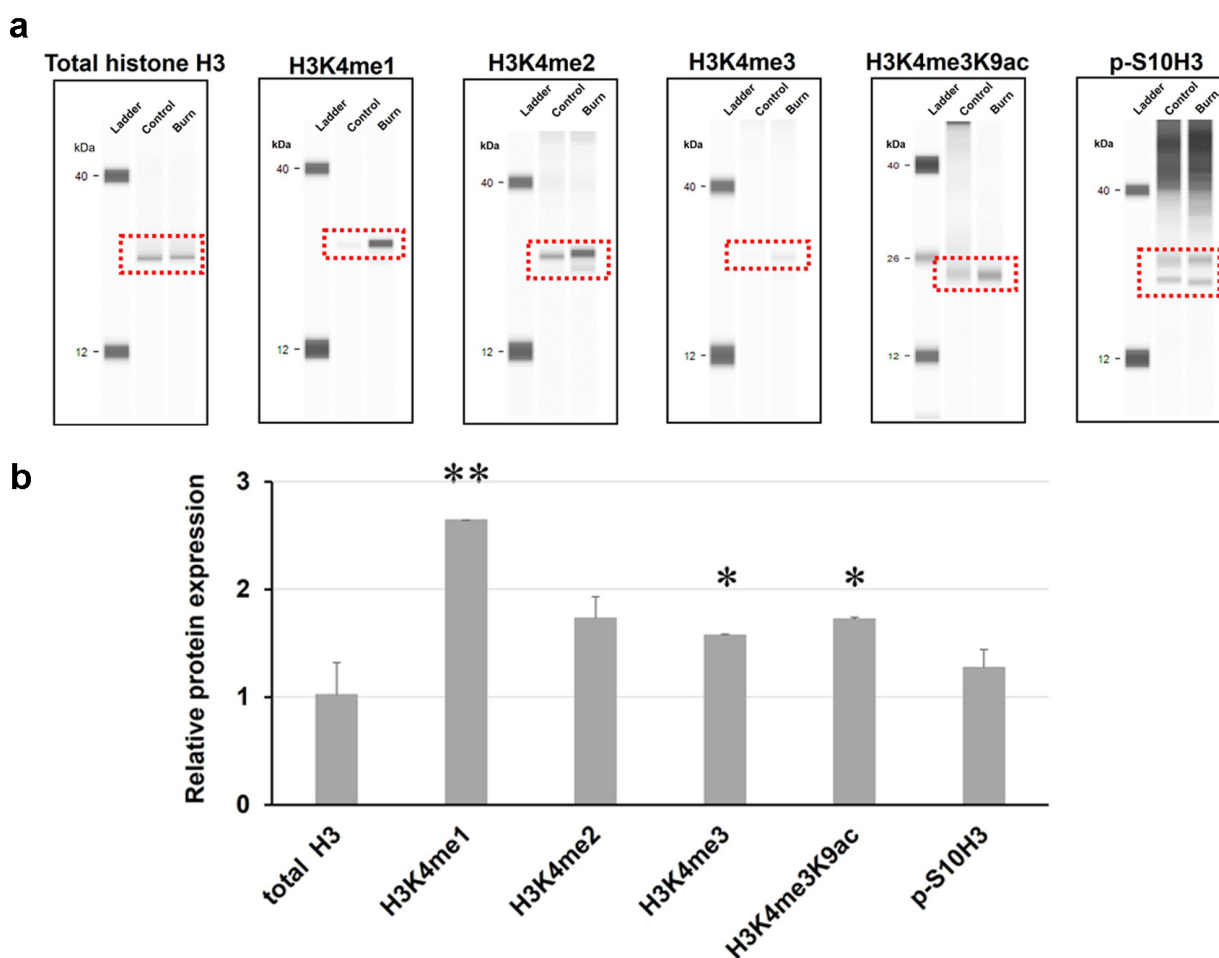 a
Total histone H3 H3K4me1 H3K4me2 H3K4me3 H3K4me3K9ac p-S10H3
Ladder Control Burn Ladder Control Burn Ladder Control Burn Ladder Control Burn Ladder Control Burn Ladder Control Burn
kDa kDa kDa kDa kDa kDa
40 40 40 40 40 40
26
12 12 12 12 12 12
b
Relative protein expression
3
2
1
0
**
*
*
total H3 H3K4me1 H3K4me2 H3K4me3 H3K4me3K9ac p-S10H3